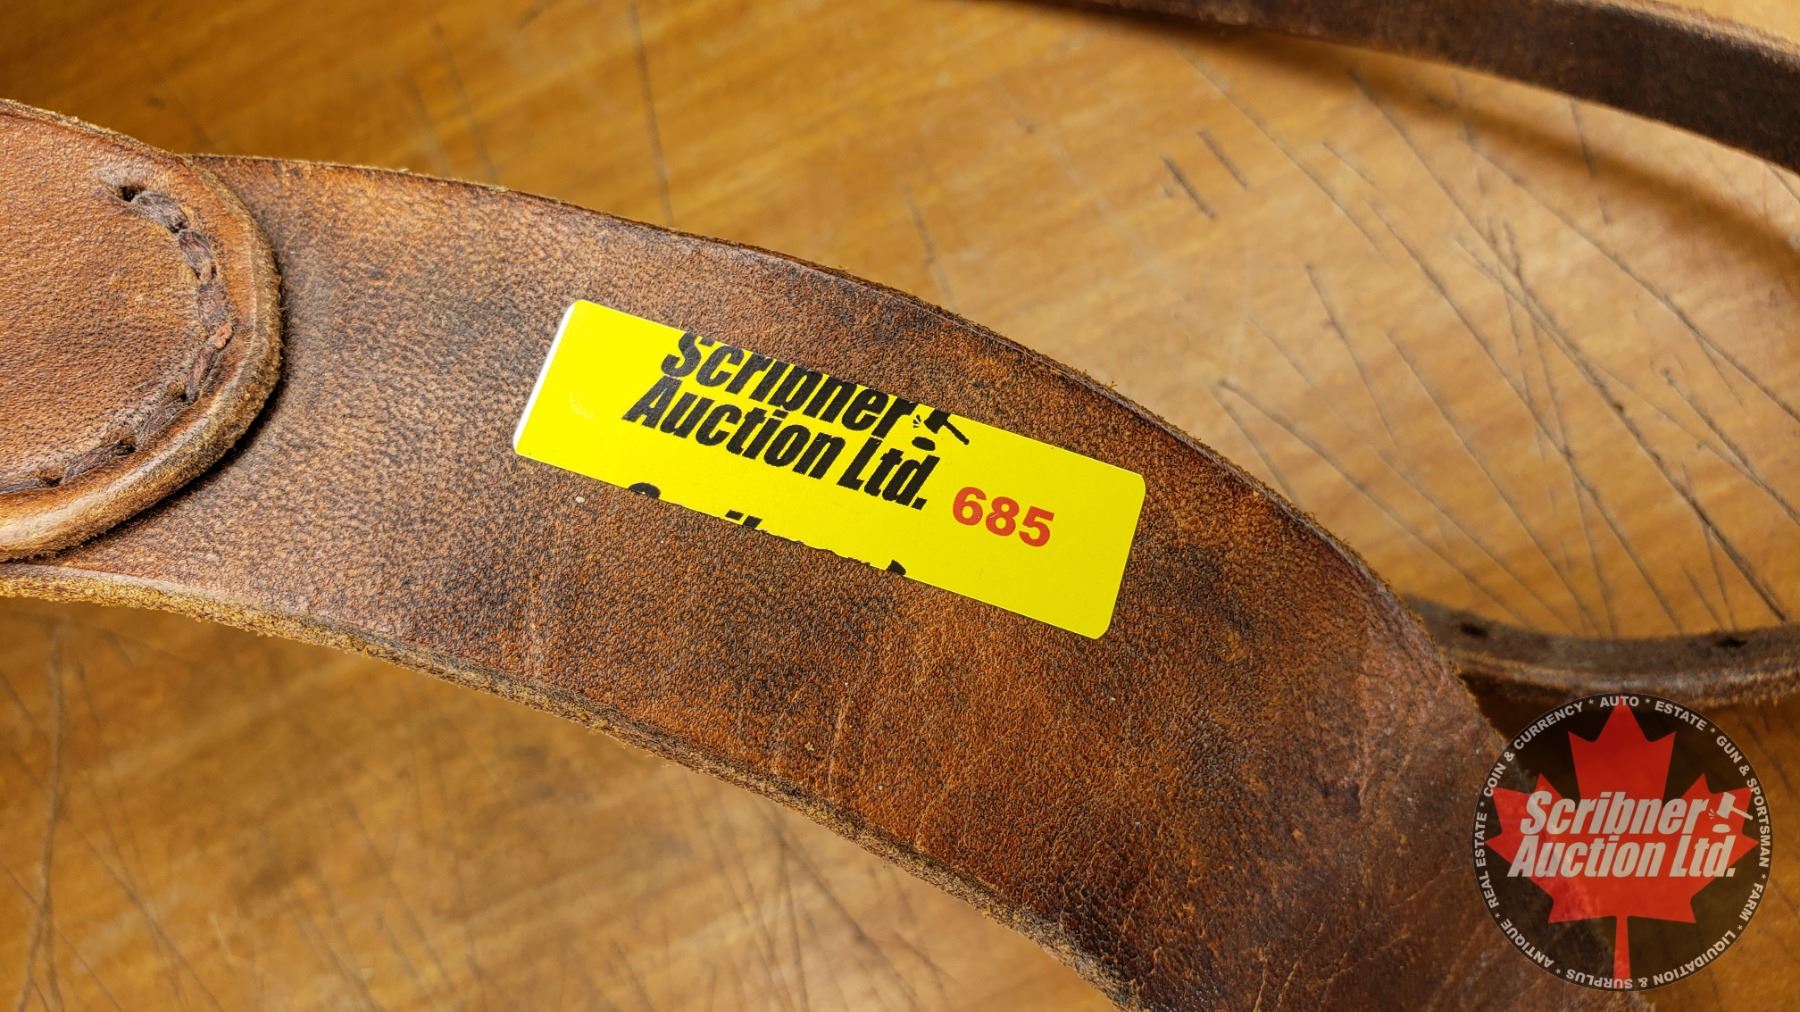 Scribner
Auction Ltd.
685
COIN & CURRENCY * AUTO * ESTATE * GUN & SPORTSMAN * FARM * LIQUIDATION & SURPLUS * ANTIQUE * REAL ESTATE *
Scribner
Auction Ltd.